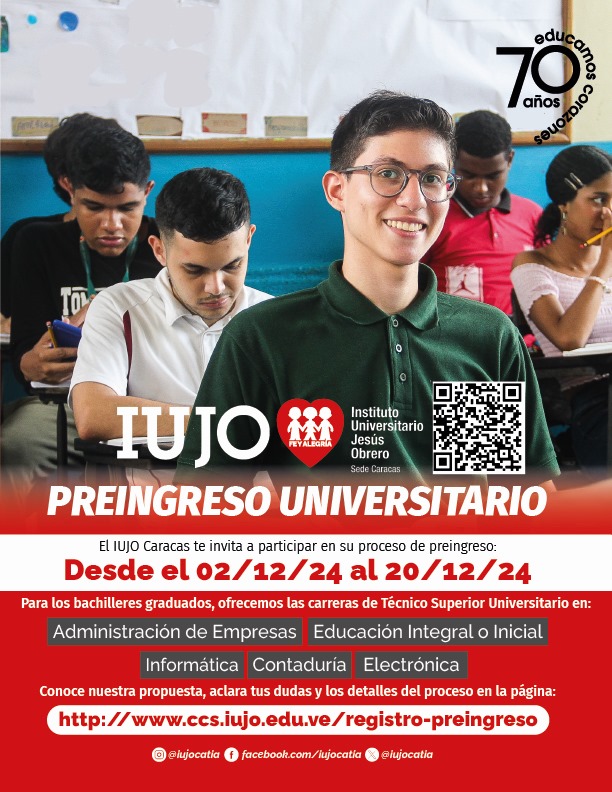 70
años
educamos corazones
TOM
IUJO
FE Y ALEGRÍA
Instituto
Universitario
Jesús
Obrero
Sede Caracas
PREINGRESO UNIVERSITARIO
El IUJO Caracas te invita a participar en su proceso de preingreso:
Desde el 02/12/24 al 20/12/24
Para los bachilleres graduados, ofrecemos las carreras de Técnico Superior Universitario en:
Administración de Empresas Educación Integral o Inicial
Informática Contaduría Electrónica
Conoce nuestra propuesta, aclara tus dudas y los detalles del proceso en la página:
http://www.ccs.iujo.edu.ve/registro-preingreso
@iujocatia facebook.com/iujocatia @iujocatia